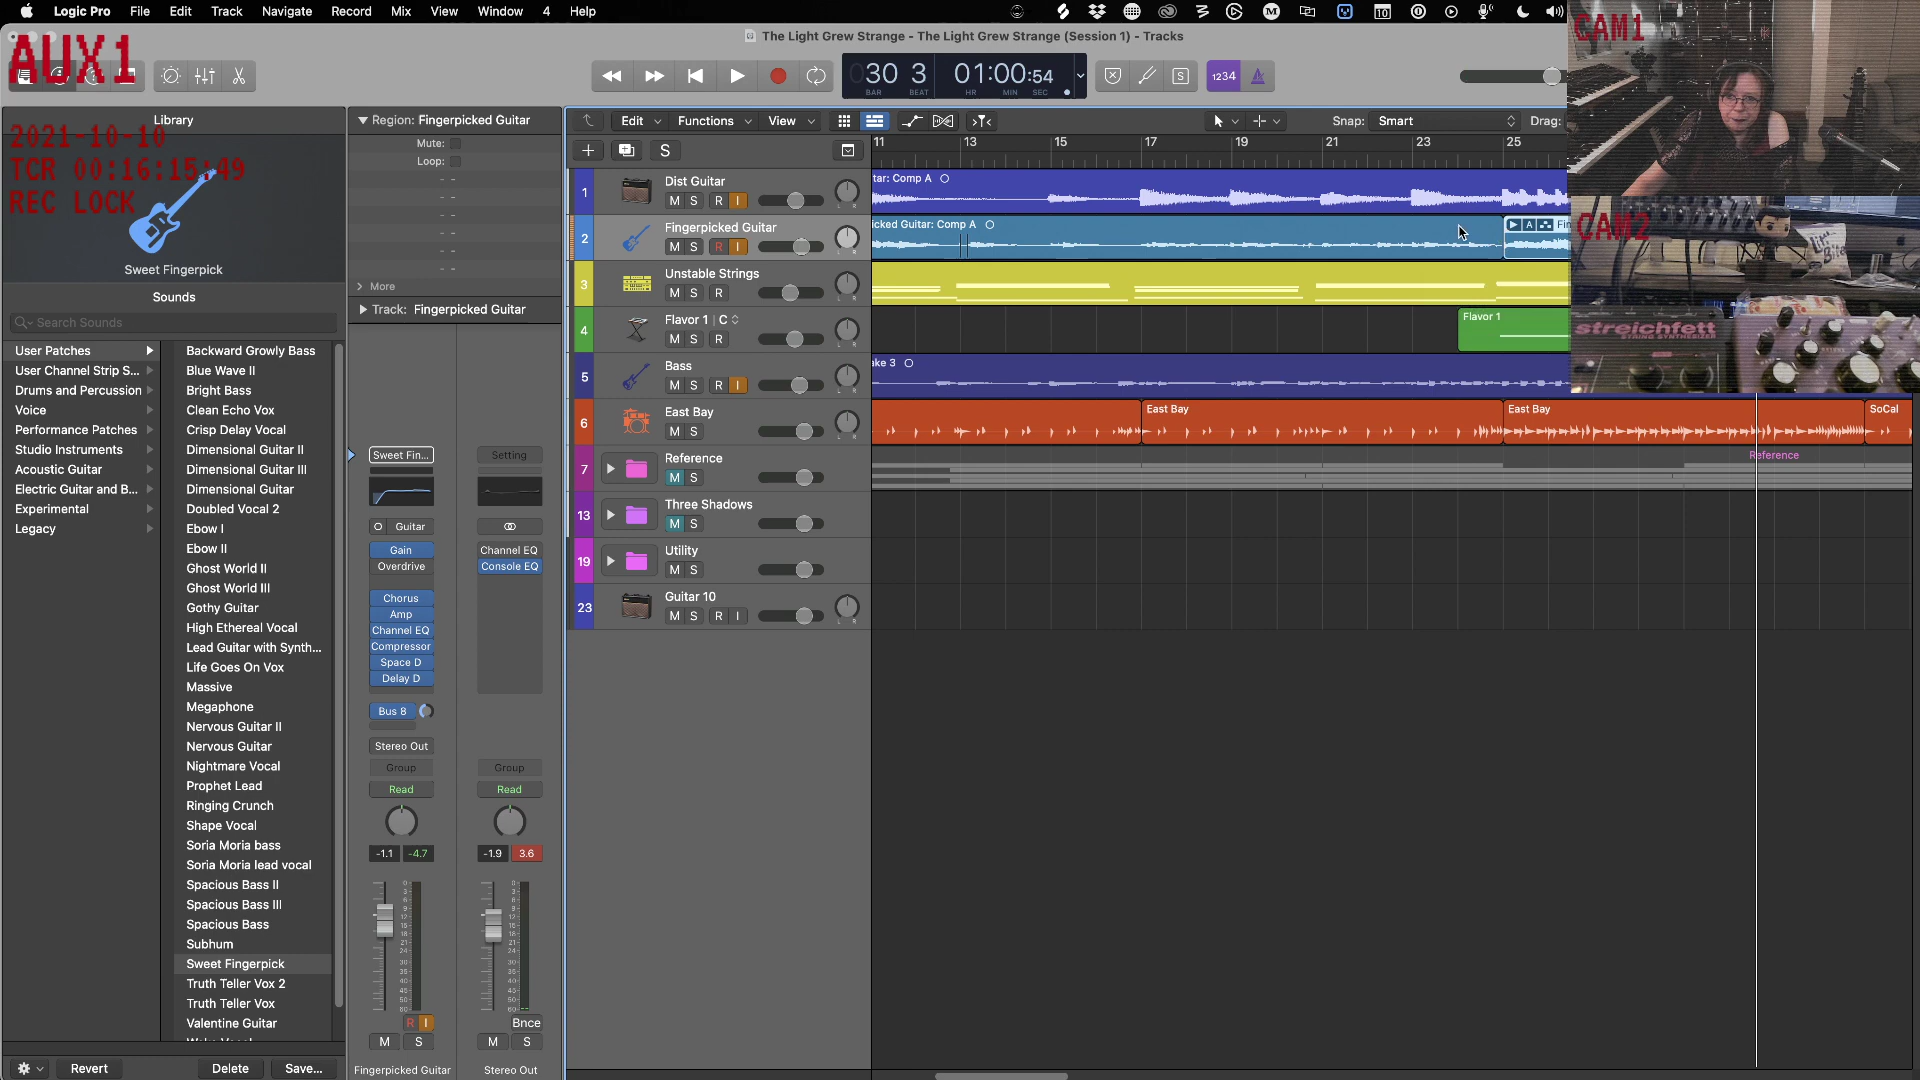 Logic Pro File Edit Track Navigate Record Mix View Window 4 Help
The Light Grew Strange - The Light Grew Strange (Session 1) - Tracks
AUX1
CAM1
30 3 01:00:54
BAR BEAT HR MIN SEC
1234
Library
2021-10-10
TCR 00:16:15:49
REC LOCK
Sweet Fingerpick
Sounds
Search Sounds
User Patches
User Channel Strip S...
Drums and Percussion
Voice
Performance Patches
Studio Instruments
Acoustic Guitar
Electric Guitar and B...
Experimental
Legacy
Backward Growly Bass
Blue Wave II
Bright Bass
Clean Echo Vox
Crisp Delay Vocal
Dimensional Guitar II
Dimensional Guitar III
Dimensional Guitar
Doubled Vocal 2
Ebow I
Ebow II
Ghost World II
Ghost World III
Gothy Guitar
High Ethereal Vocal
Lead Guitar with Synth...
Life Goes On Vox
Massive
Megaphone
Nervous Guitar II
Nervous Guitar
Nightmare Vocal
Prophet Lead
Ringing Crunch
Shape Vocal
Soria Moria bass
Soria Moria lead vocal
Spacious Bass II
Spacious Bass III
Spacious Bass
Subhum
Sweet Fingerpick
Truth Teller Vox 2
Truth Teller Vox
Valentine Guitar
Revert Delete Save...
Region: Fingerpicked Guitar
Mute:
Loop:
More
Track: Fingerpicked Guitar
Sweet Fin... Setting
Guitar
Gain
Overdrive
Chorus
Amp
Channel EQ
Compressor
Space D
Delay D
Bus 8
Stereo Out
Group
Read
-1.1 -4.7
R I
M S
Fingerpicked Guitar
Channel EQ
Console EQ
Group
Read
-1.9 3.6
Bnce
M S
Stereo Out
Edit Functions View Snap: Smart Drag:
S
11 13 15 17 19 21 23 25
1 Dist Guitar
M S R I
tar: Comp A
2 Fingerpicked Guitar
M S R I
icked Guitar: Comp A
3 Unstable Strings
M S R
4 Flavor 1 C
M S R
Flavor 1
5 Bass
M S R I
ake 3
6 East Bay
M S
East Bay East Bay SoCal
7 Reference
M S
Reference
13 Three Shadows
M S
19 Utility
M S
23 Guitar 10
M S R I
CAM2
streichfett
STRING SYNTHESIZER